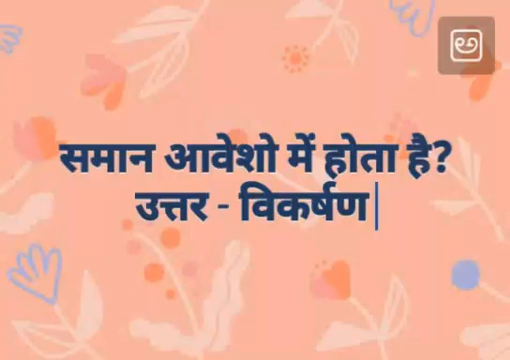 समान आवेशो में होता है?
उत्तर - विकर्षण